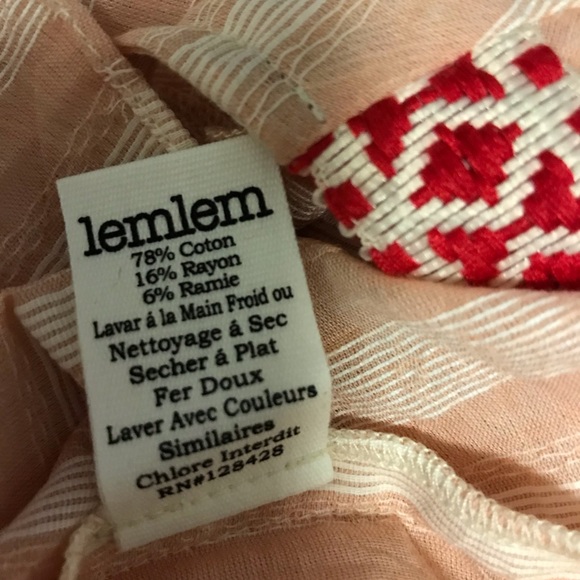 lemlem
78% Coton
16% Rayon
6% Ramie
Lavar á la Main Froid ou
Nettoyage á Sec
Secher á Plat
Fer Doux
Laver Avec Couleurs
Similaires
Chlore Interdit
RN#128428